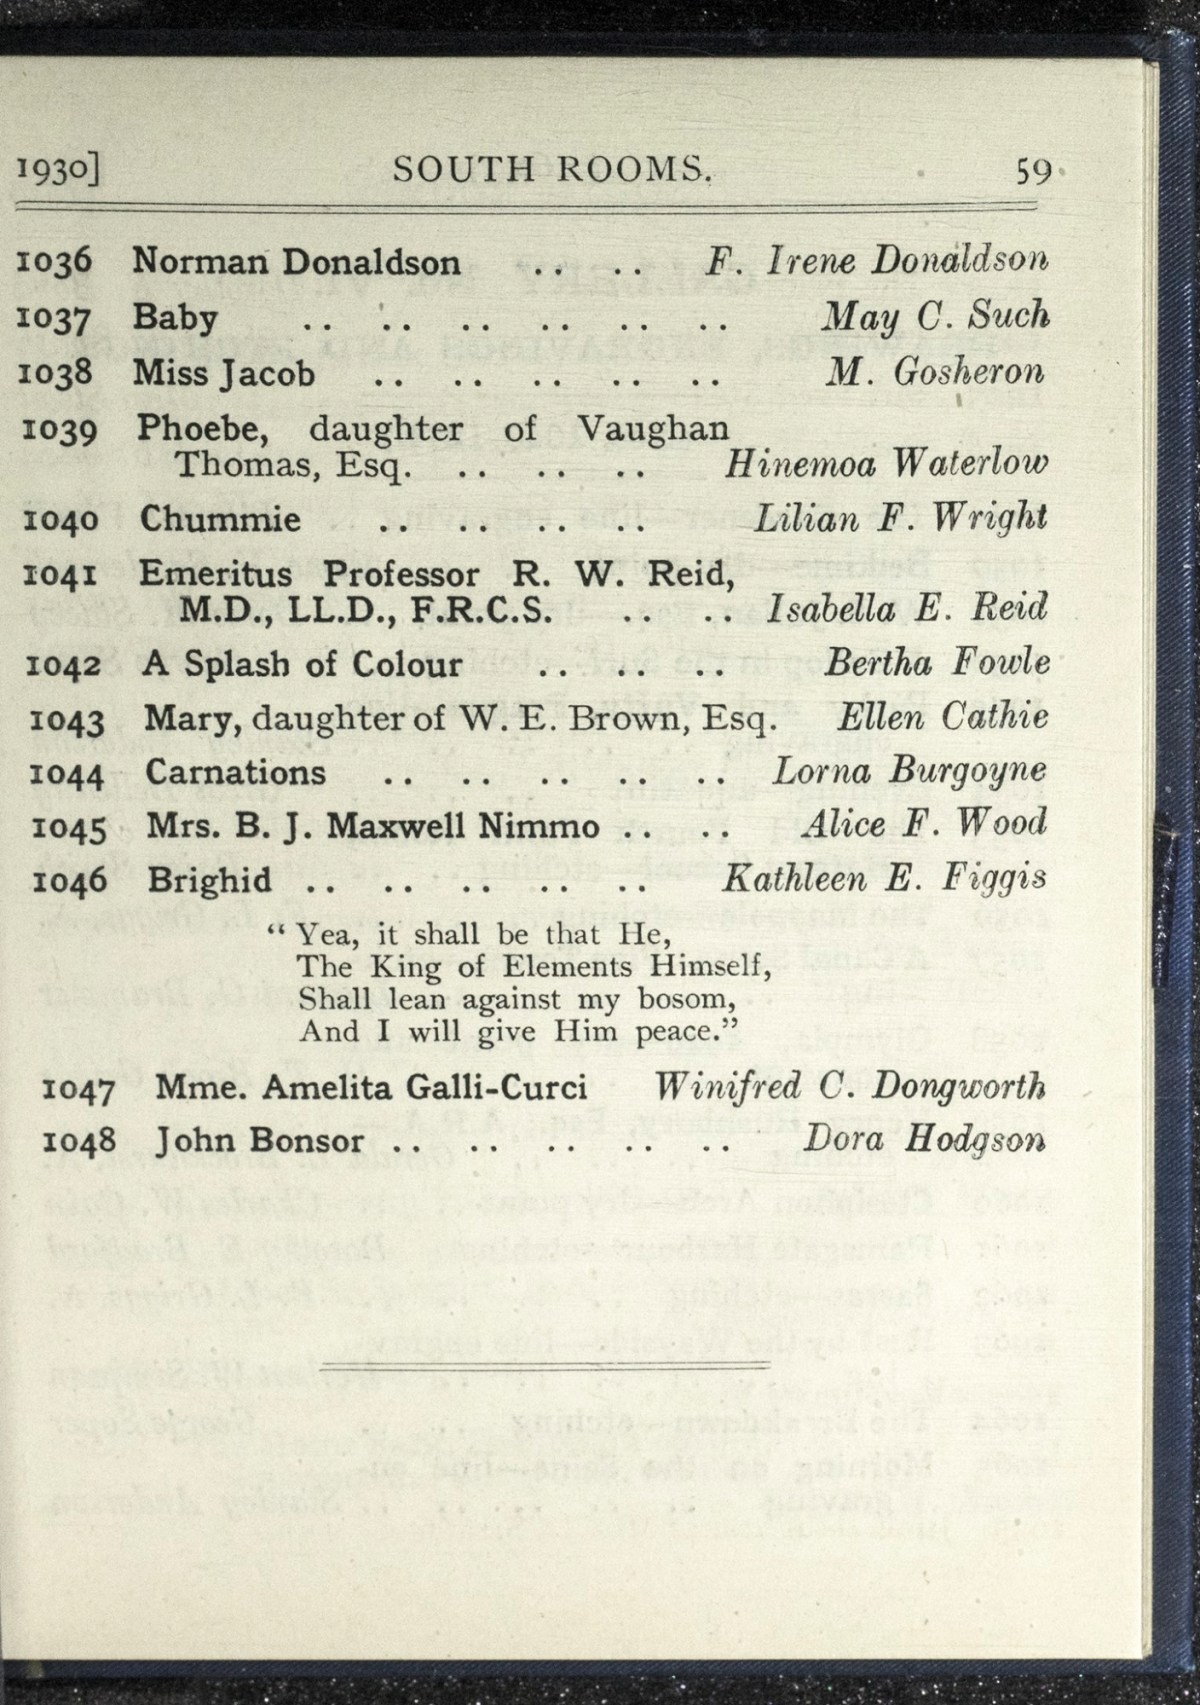 1930] SOUTH ROOMS. 59
1036 Norman Donaldson .. .. F. Irene Donaldson
1037 Baby .. .. .. .. .. .. May C. Such
1038 Miss Jacob .. .. .. .. .. M. Gosheron
1039 Phoebe, daughter of Vaughan
Thomas, Esq. .. .. .. Hinemoa Waterlow
1040 Chummie .. .. .. .. Lilian F. Wright
1041 Emeritus Professor R. W. Reid,
M.D., LL.D., F.R.C.S. .. .. Isabella E. Reid
1042 A Splash of Colour .. .. .. Bertha Fowle
1043 Mary, daughter of W. E. Brown, Esq. Ellen Cathie
1044 Carnations .. .. .. .. .. Lorna Burgoyne
1045 Mrs. B. J. Maxwell Nimmo .. .. Alice F. Wood
1046 Brighid .. .. .. .. .. Kathleen E. Figgis
“Yea, it shall be that He,
The King of Elements Himself,
Shall lean against my bosom,
And I will give Him peace.”
1047 Mme. Amelita Galli-Curci Winifred C. Dongworth
1048 John Bonsor .. .. .. .. .. Dora Hodgson